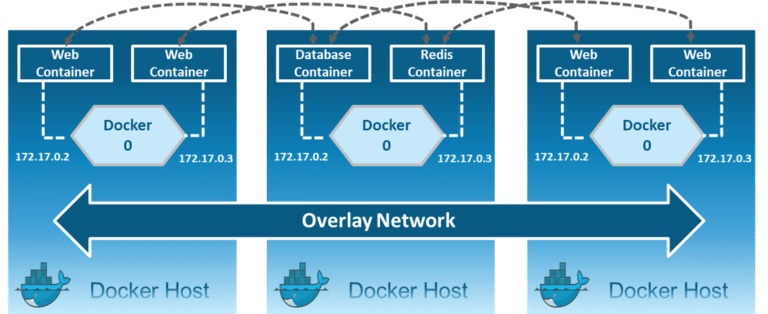 Web
Container
Web
Container
Docker
0
172.17.0.2
172.17.0.3
Database
Container
Redis
Container
Docker
0
172.17.0.2
172.17.0.3
Web
Container
Web
Container
Docker
0
172.17.0.2
172.17.0.3
Overlay Network
Docker Host
Docker Host
Docker Host